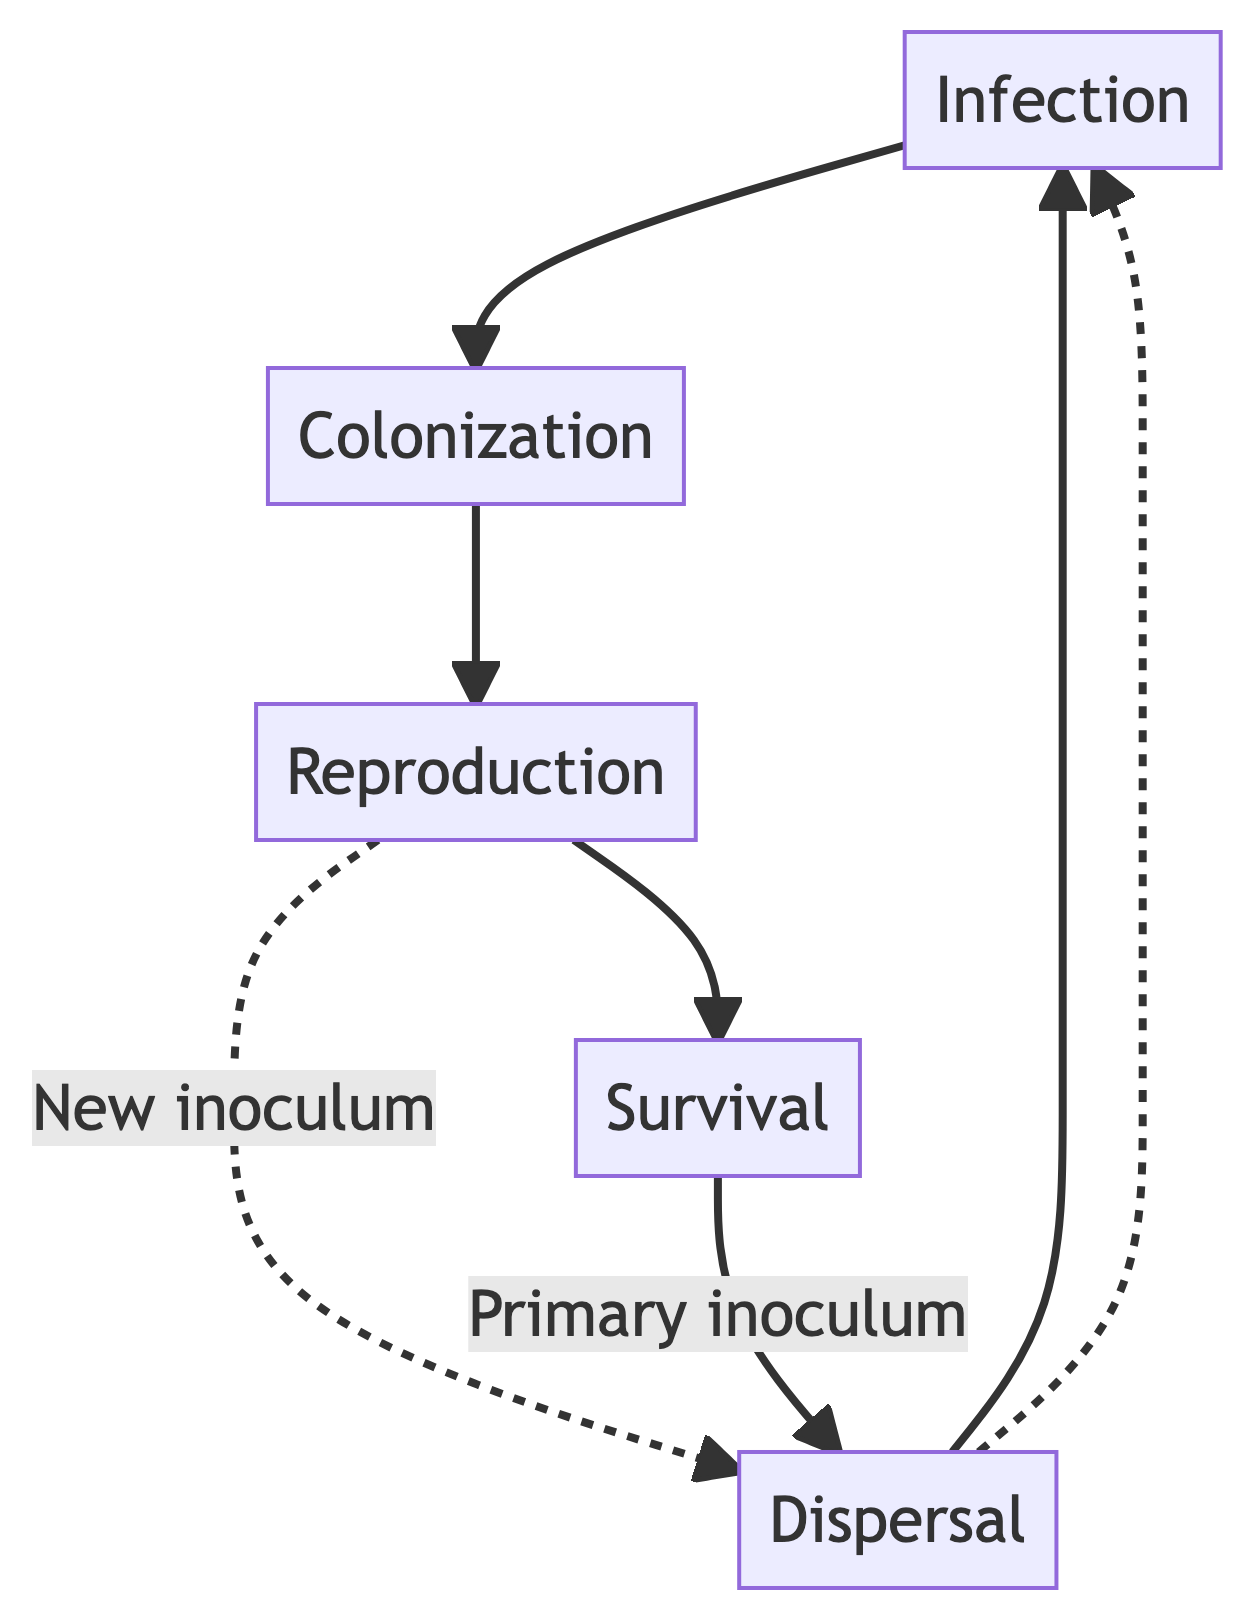 Infection
Colonization
Reproduction
New inoculum
Survival
Primary inoculum
Dispersal